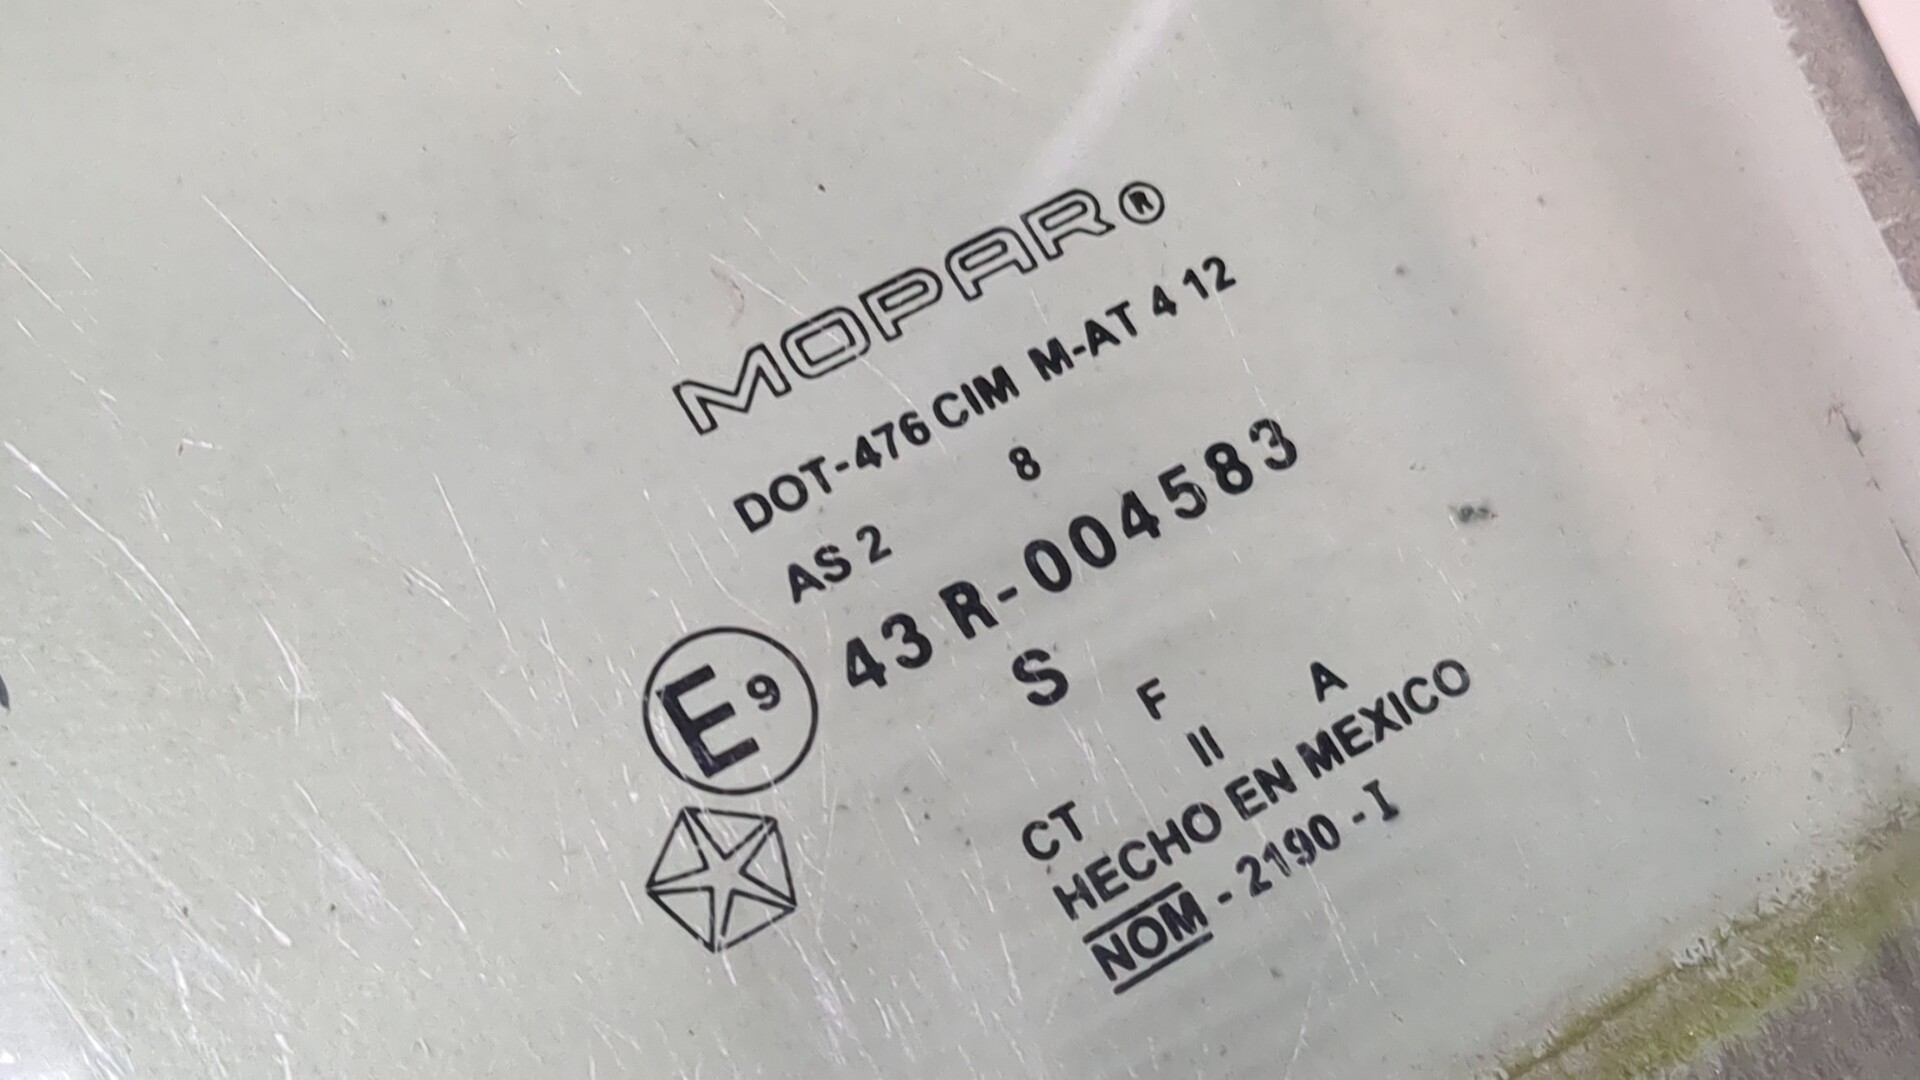 MOPAR®
DOT-476 CIM M-AT 4 12
AS 2 8
E9 43 R-004583
S
F A
CT II
HECHO EN MEXICO
NOM - 2190 - I